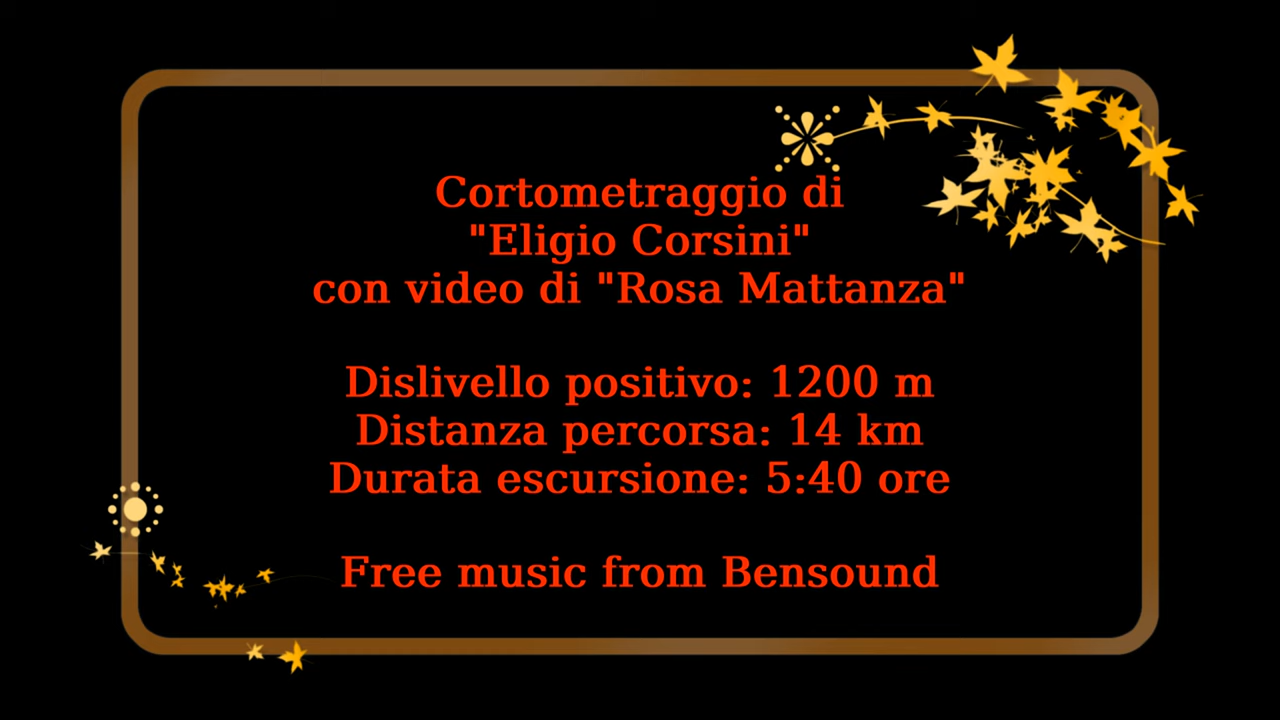 Cortometraggio di
"Eligio Corsini"
con video di "Rosa Mattanza"
Dislivello positivo: 1200 m
Distanza percorsa: 14 km
Durata escursione: 5:40 ore
Free music from Bensound